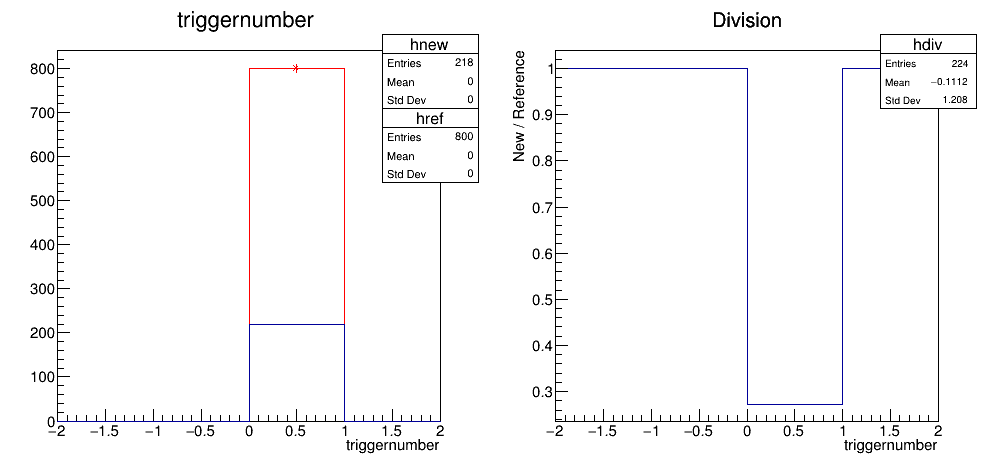 triggernumber
hnew
Entries 218
Mean 0
Std Dev 0
href
Entries 800
Mean 0
Std Dev 0
800
700
600
500
400
300
200
100
0
−2 −1.5 −1 −0.5 0 0.5 1 1.5 2
triggernumber
Division
hdiv
Entries 224
Mean −0.1112
Std Dev 1.208
New / Reference
1
0.9
0.8
0.7
0.6
0.5
0.4
0.3
−2 −1.5 −1 −0.5 0 0.5 1 1.5 2
triggernumber